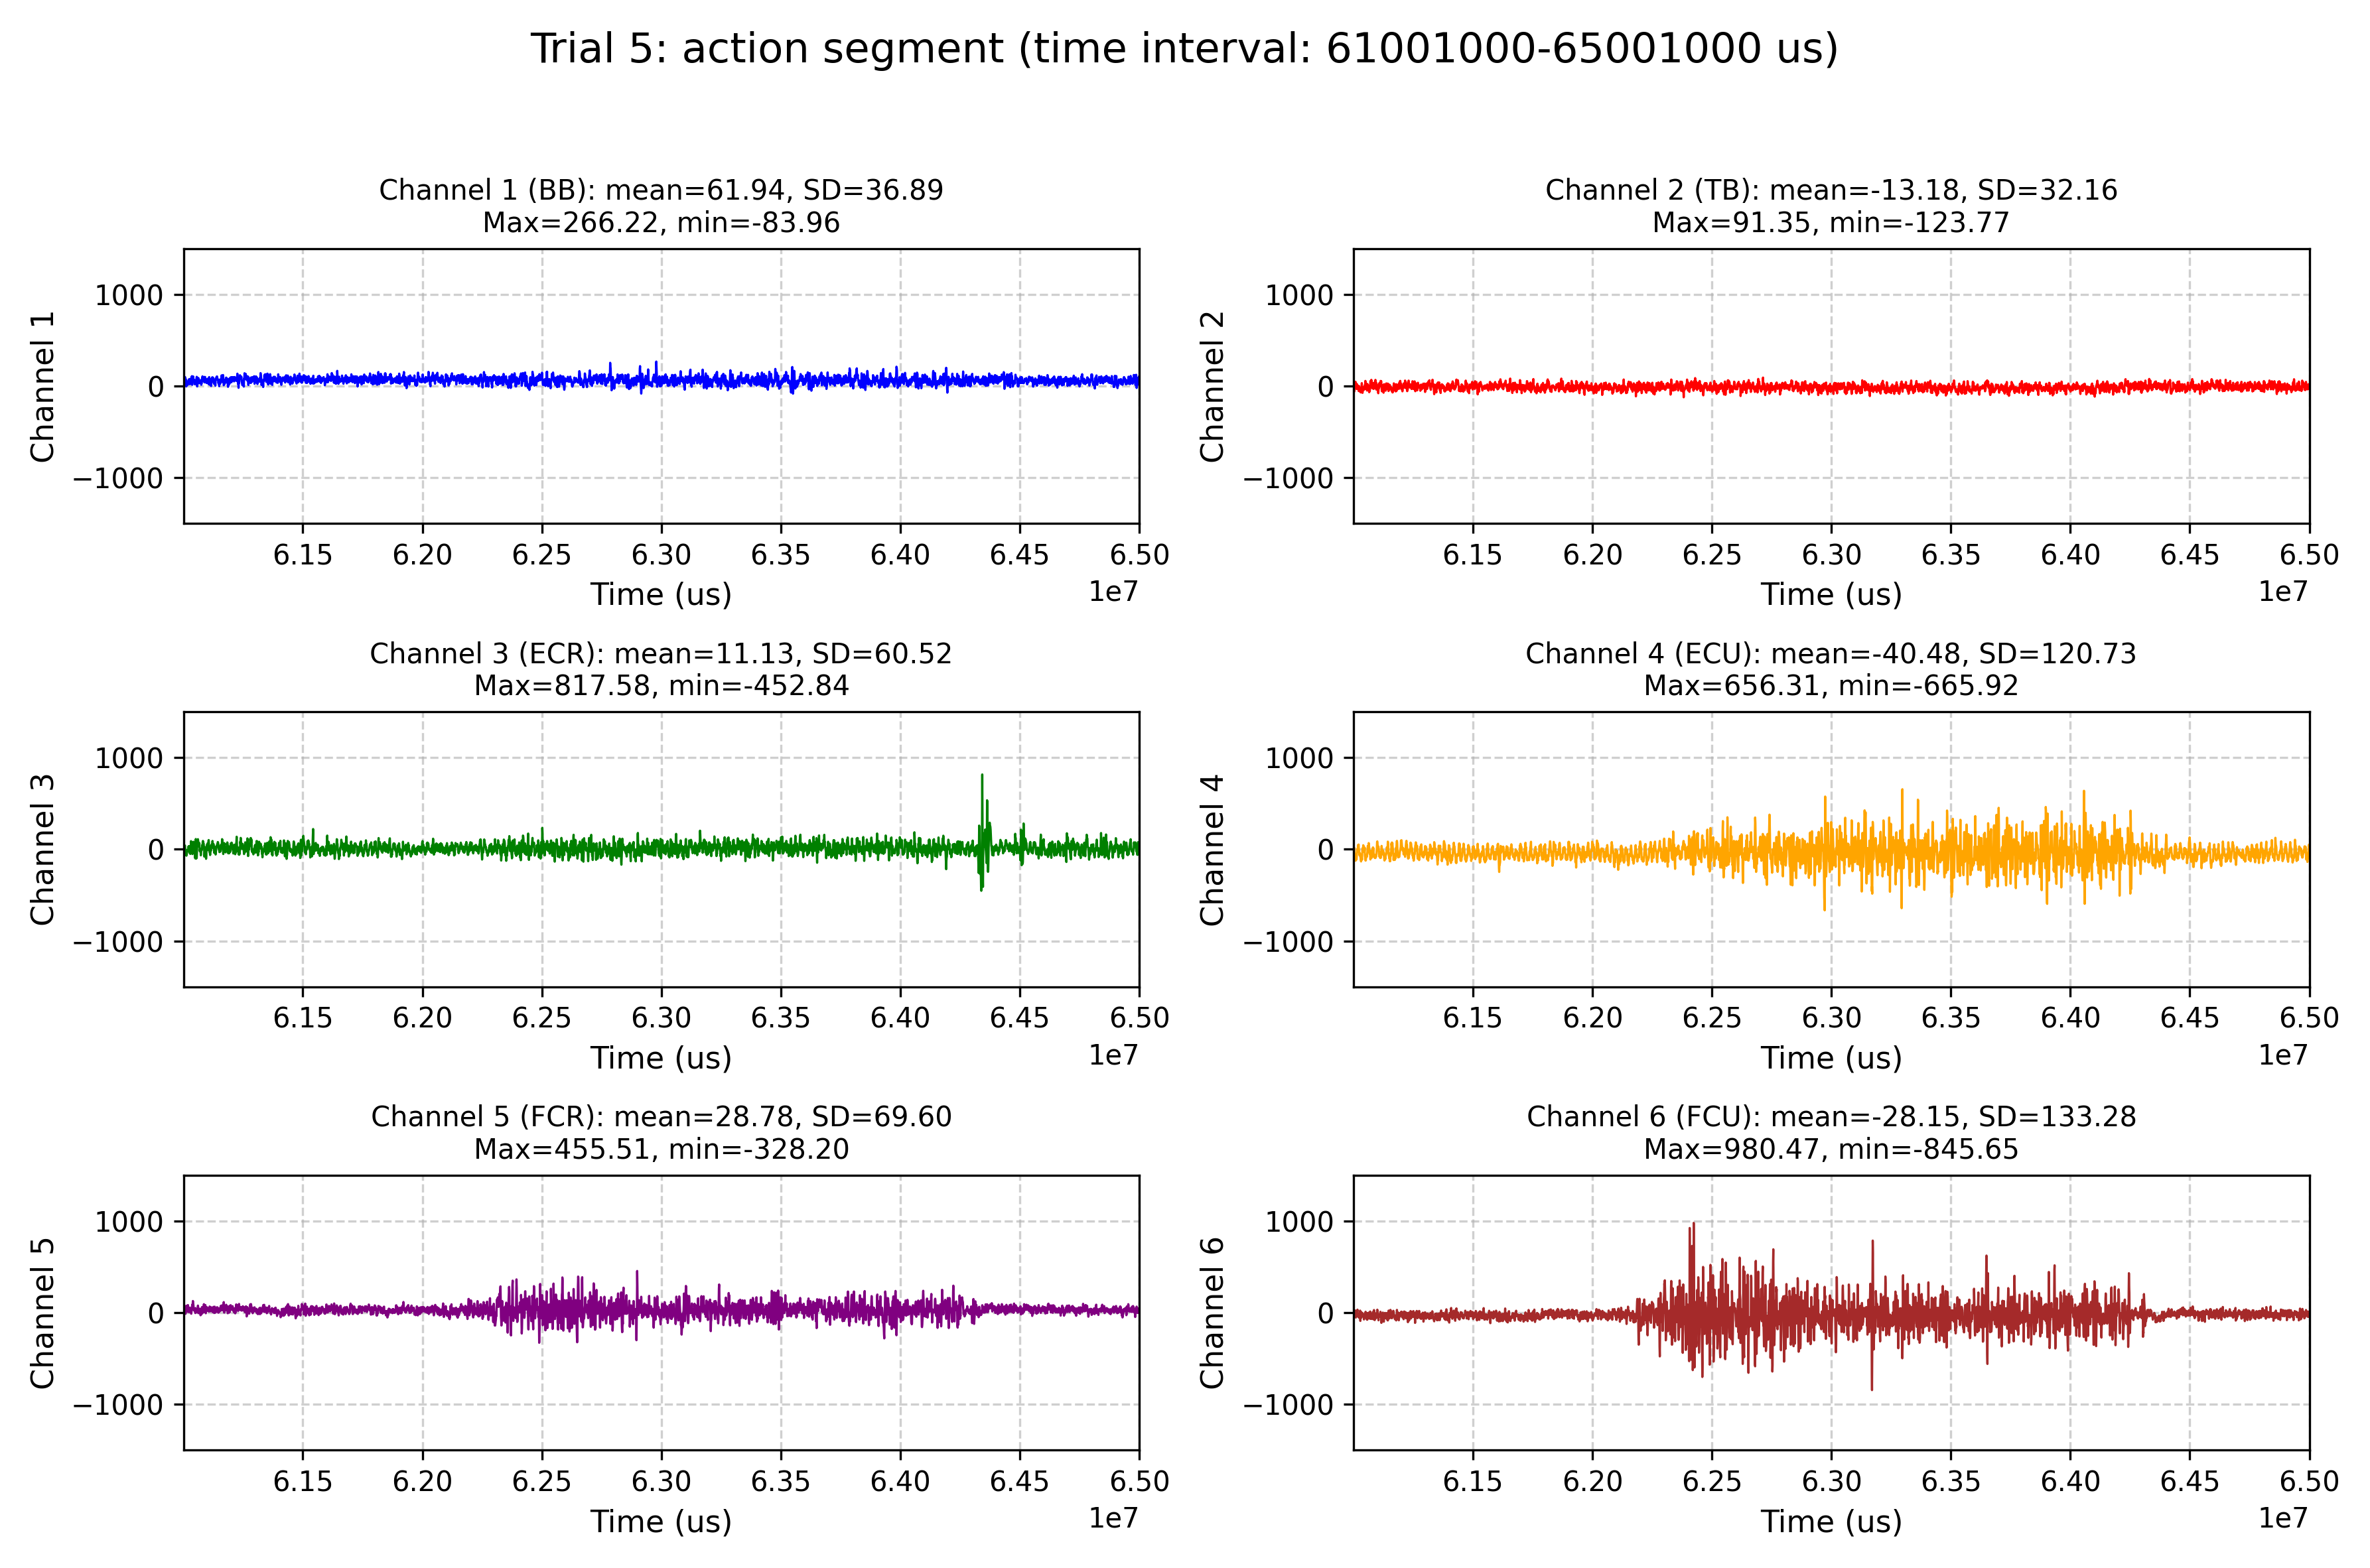 Trial 5: action segment (time interval: 61001000-65001000 us)
Channel 1 (BB): mean=61.94, SD=36.89
Max=266.22, min=-83.96
Channel 1
1000
0
−1000
6.15 6.20 6.25 6.30 6.35 6.40 6.45 6.50
Time (us)
1e7
Channel 2 (TB): mean=-13.18, SD=32.16
Max=91.35, min=-123.77
Channel 2
1000
0
−1000
6.15 6.20 6.25 6.30 6.35 6.40 6.45 6.50
Time (us)
1e7
Channel 3 (ECR): mean=11.13, SD=60.52
Max=817.58, min=-452.84
Channel 3
1000
0
−1000
6.15 6.20 6.25 6.30 6.35 6.40 6.45 6.50
Time (us)
1e7
Channel 4 (ECU): mean=-40.48, SD=120.73
Max=656.31, min=-665.92
Channel 4
1000
0
−1000
6.15 6.20 6.25 6.30 6.35 6.40 6.45 6.50
Time (us)
1e7
Channel 5 (FCR): mean=28.78, SD=69.60
Max=455.51, min=-328.20
Channel 5
1000
0
−1000
6.15 6.20 6.25 6.30 6.35 6.40 6.45 6.50
Time (us)
1e7
Channel 6 (FCU): mean=-28.15, SD=133.28
Max=980.47, min=-845.65
Channel 6
1000
0
−1000
6.15 6.20 6.25 6.30 6.35 6.40 6.45 6.50
Time (us)
1e7